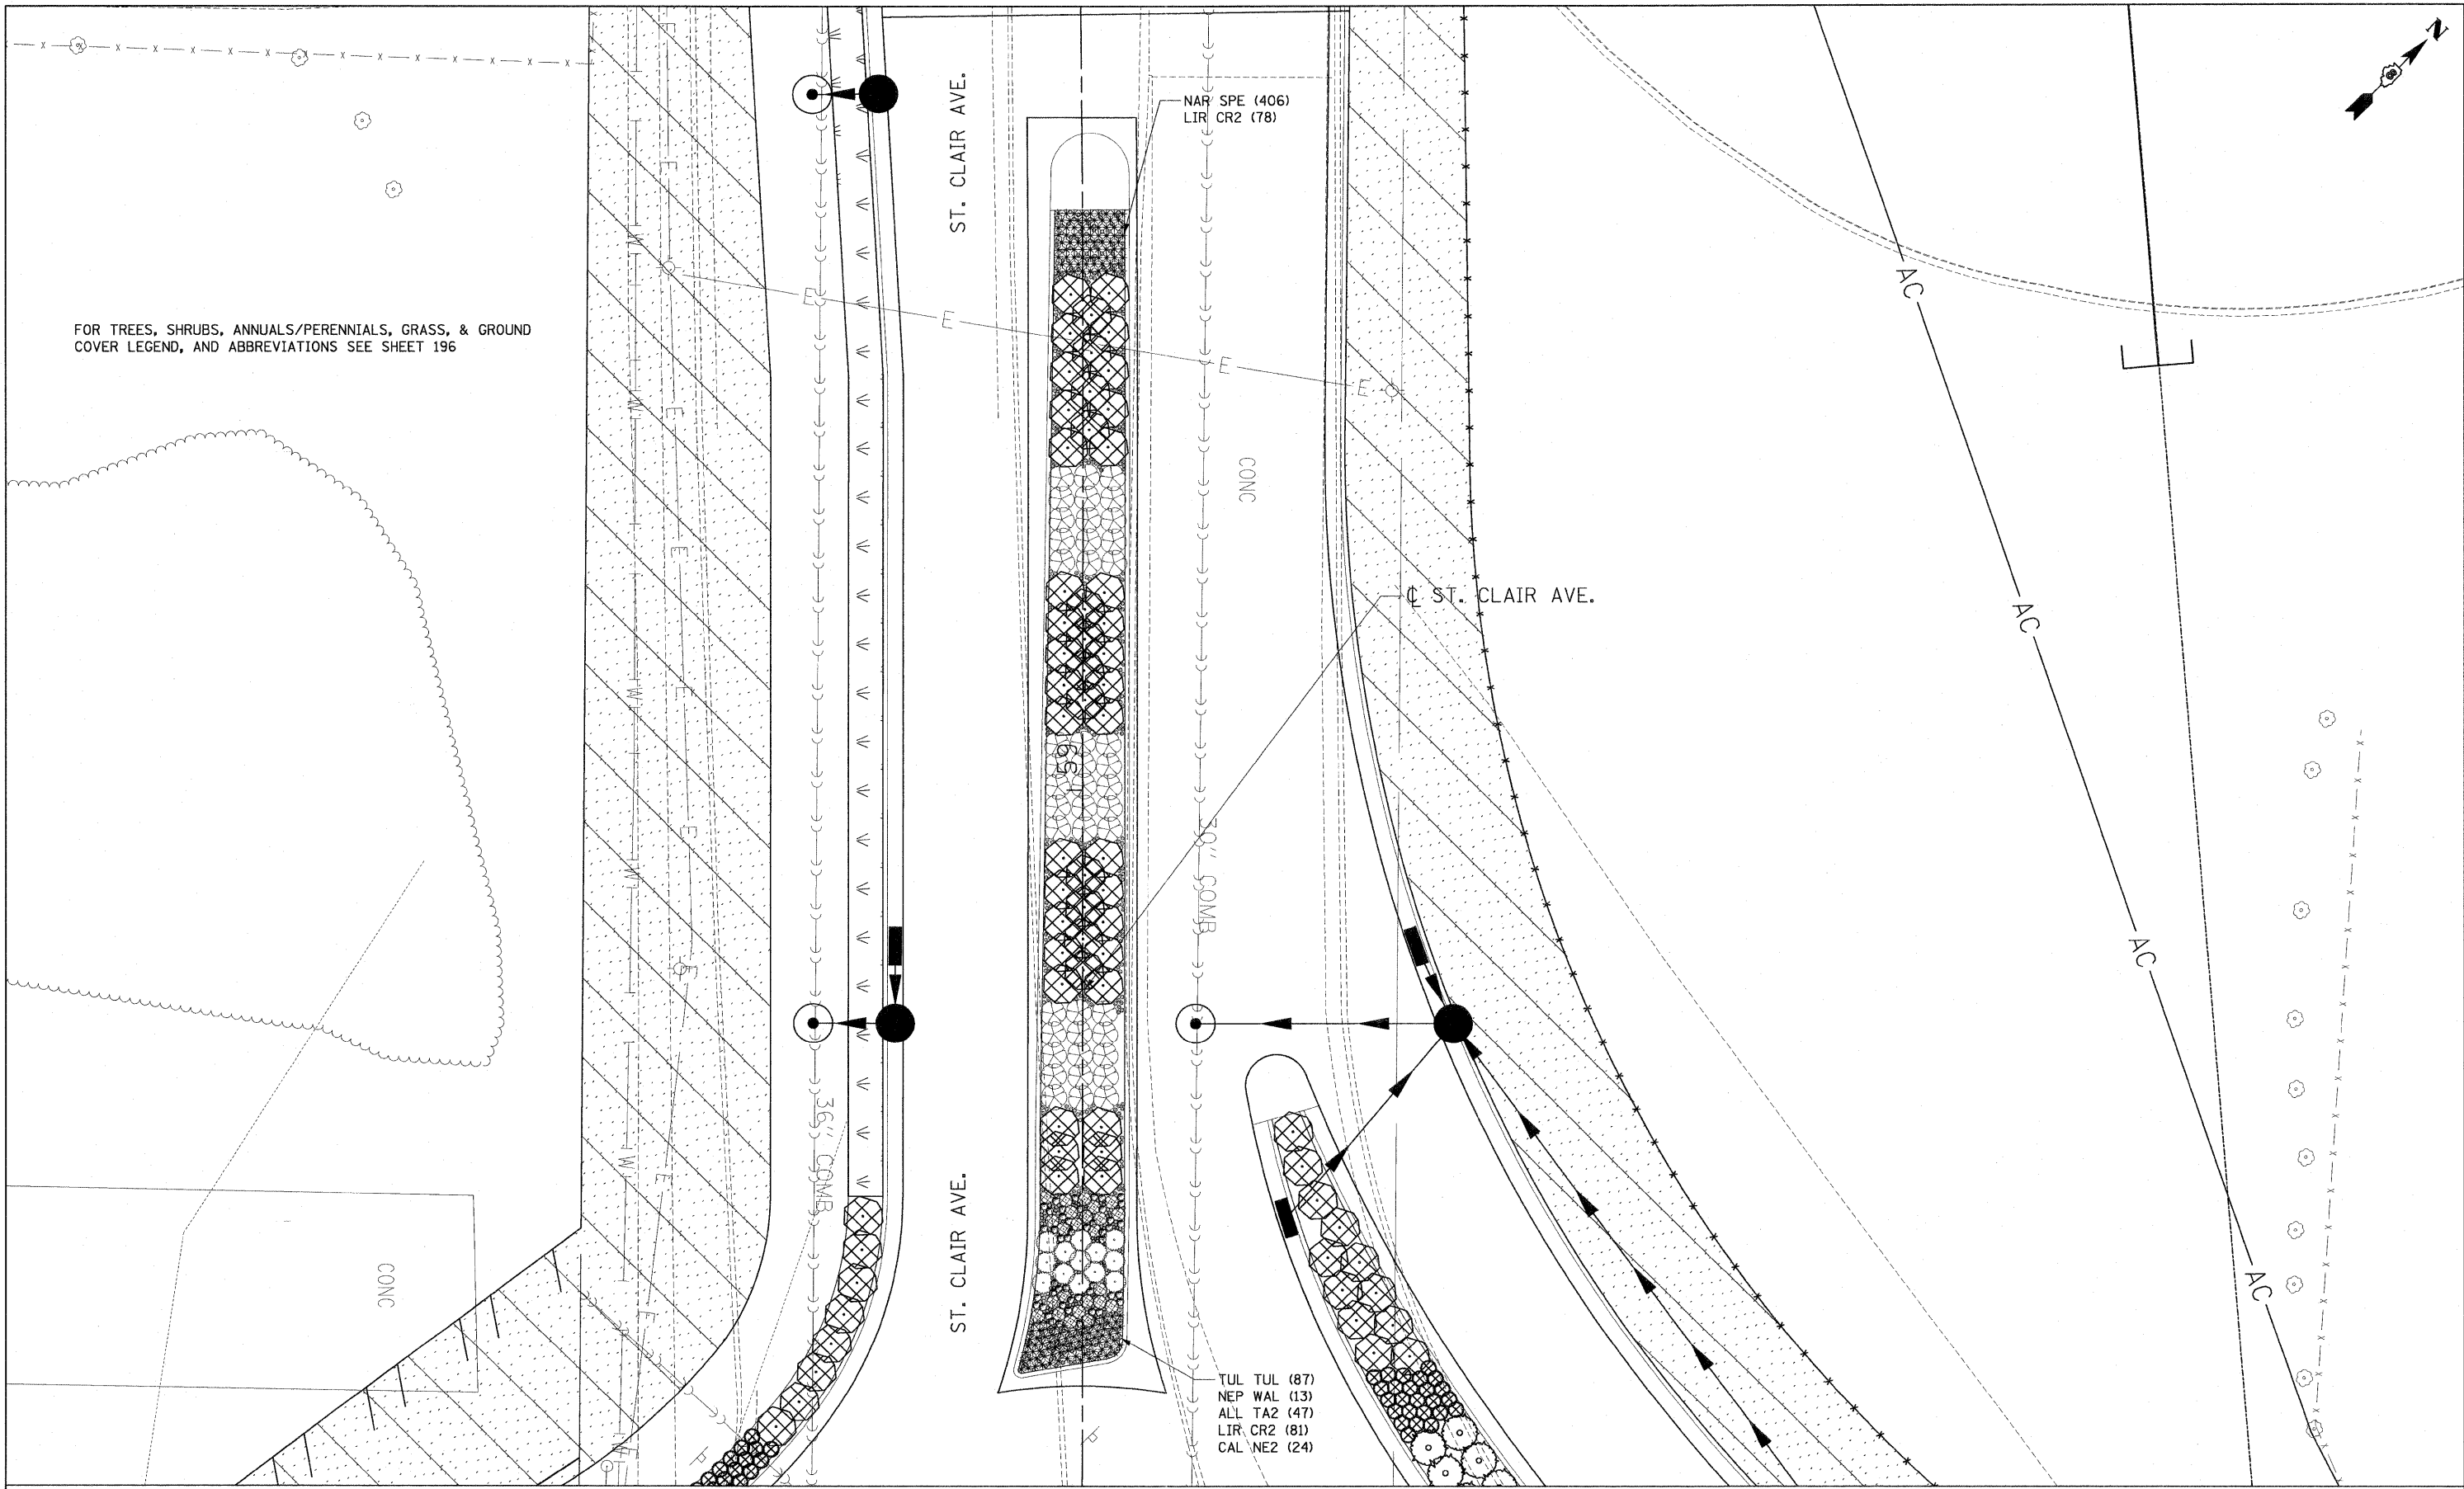 N
ST. CLAIR AVE.
NAR SPE (406)
LIR CR2 (78)
E
E
E
E
AC
FOR TREES, SHRUBS, ANNUALS/PERENNIALS, GRASS, & GROUND
COVER LEGEND, AND ABBREVIATIONS SEE SHEET 196
CONC
℄ ST. CLAIR AVE.
AC
159
30" COMB
AC
36" COMB
ST. CLAIR AVE.
CONC
AC
TUL TUL (87)
NEP WAL (13)
ALL TA2 (47)
LIR CR2 (81)
CAL NE2 (24)